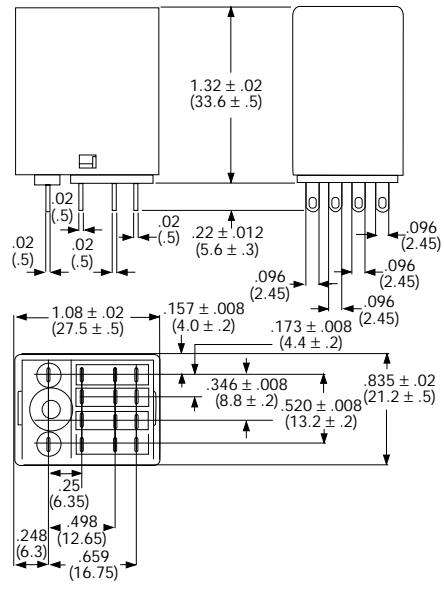 1.32 ± .02
(33.6 ± .5)
.02
(.5)
.02
(.5)
.22 ± .012
(5.6 ± .3)
.02
(.5)
.02
(.5)
.096
(2.45)
.096
(2.45)
.096
(2.45)
.096
(2.45)
1.08 ± .02
(27.5 ± .5)
.157 ± .008
(4.0 ± .2)
.173 ± .008
(4.4 ± .2)
.346 ± .008
(8.8 ± .2)
.520 ± .008
(13.2 ± .2)
.835 ± .02
(21.2 ± .5)
.25
(6.35)
.498
(12.65)
.248
(6.3)
.659
(16.75)